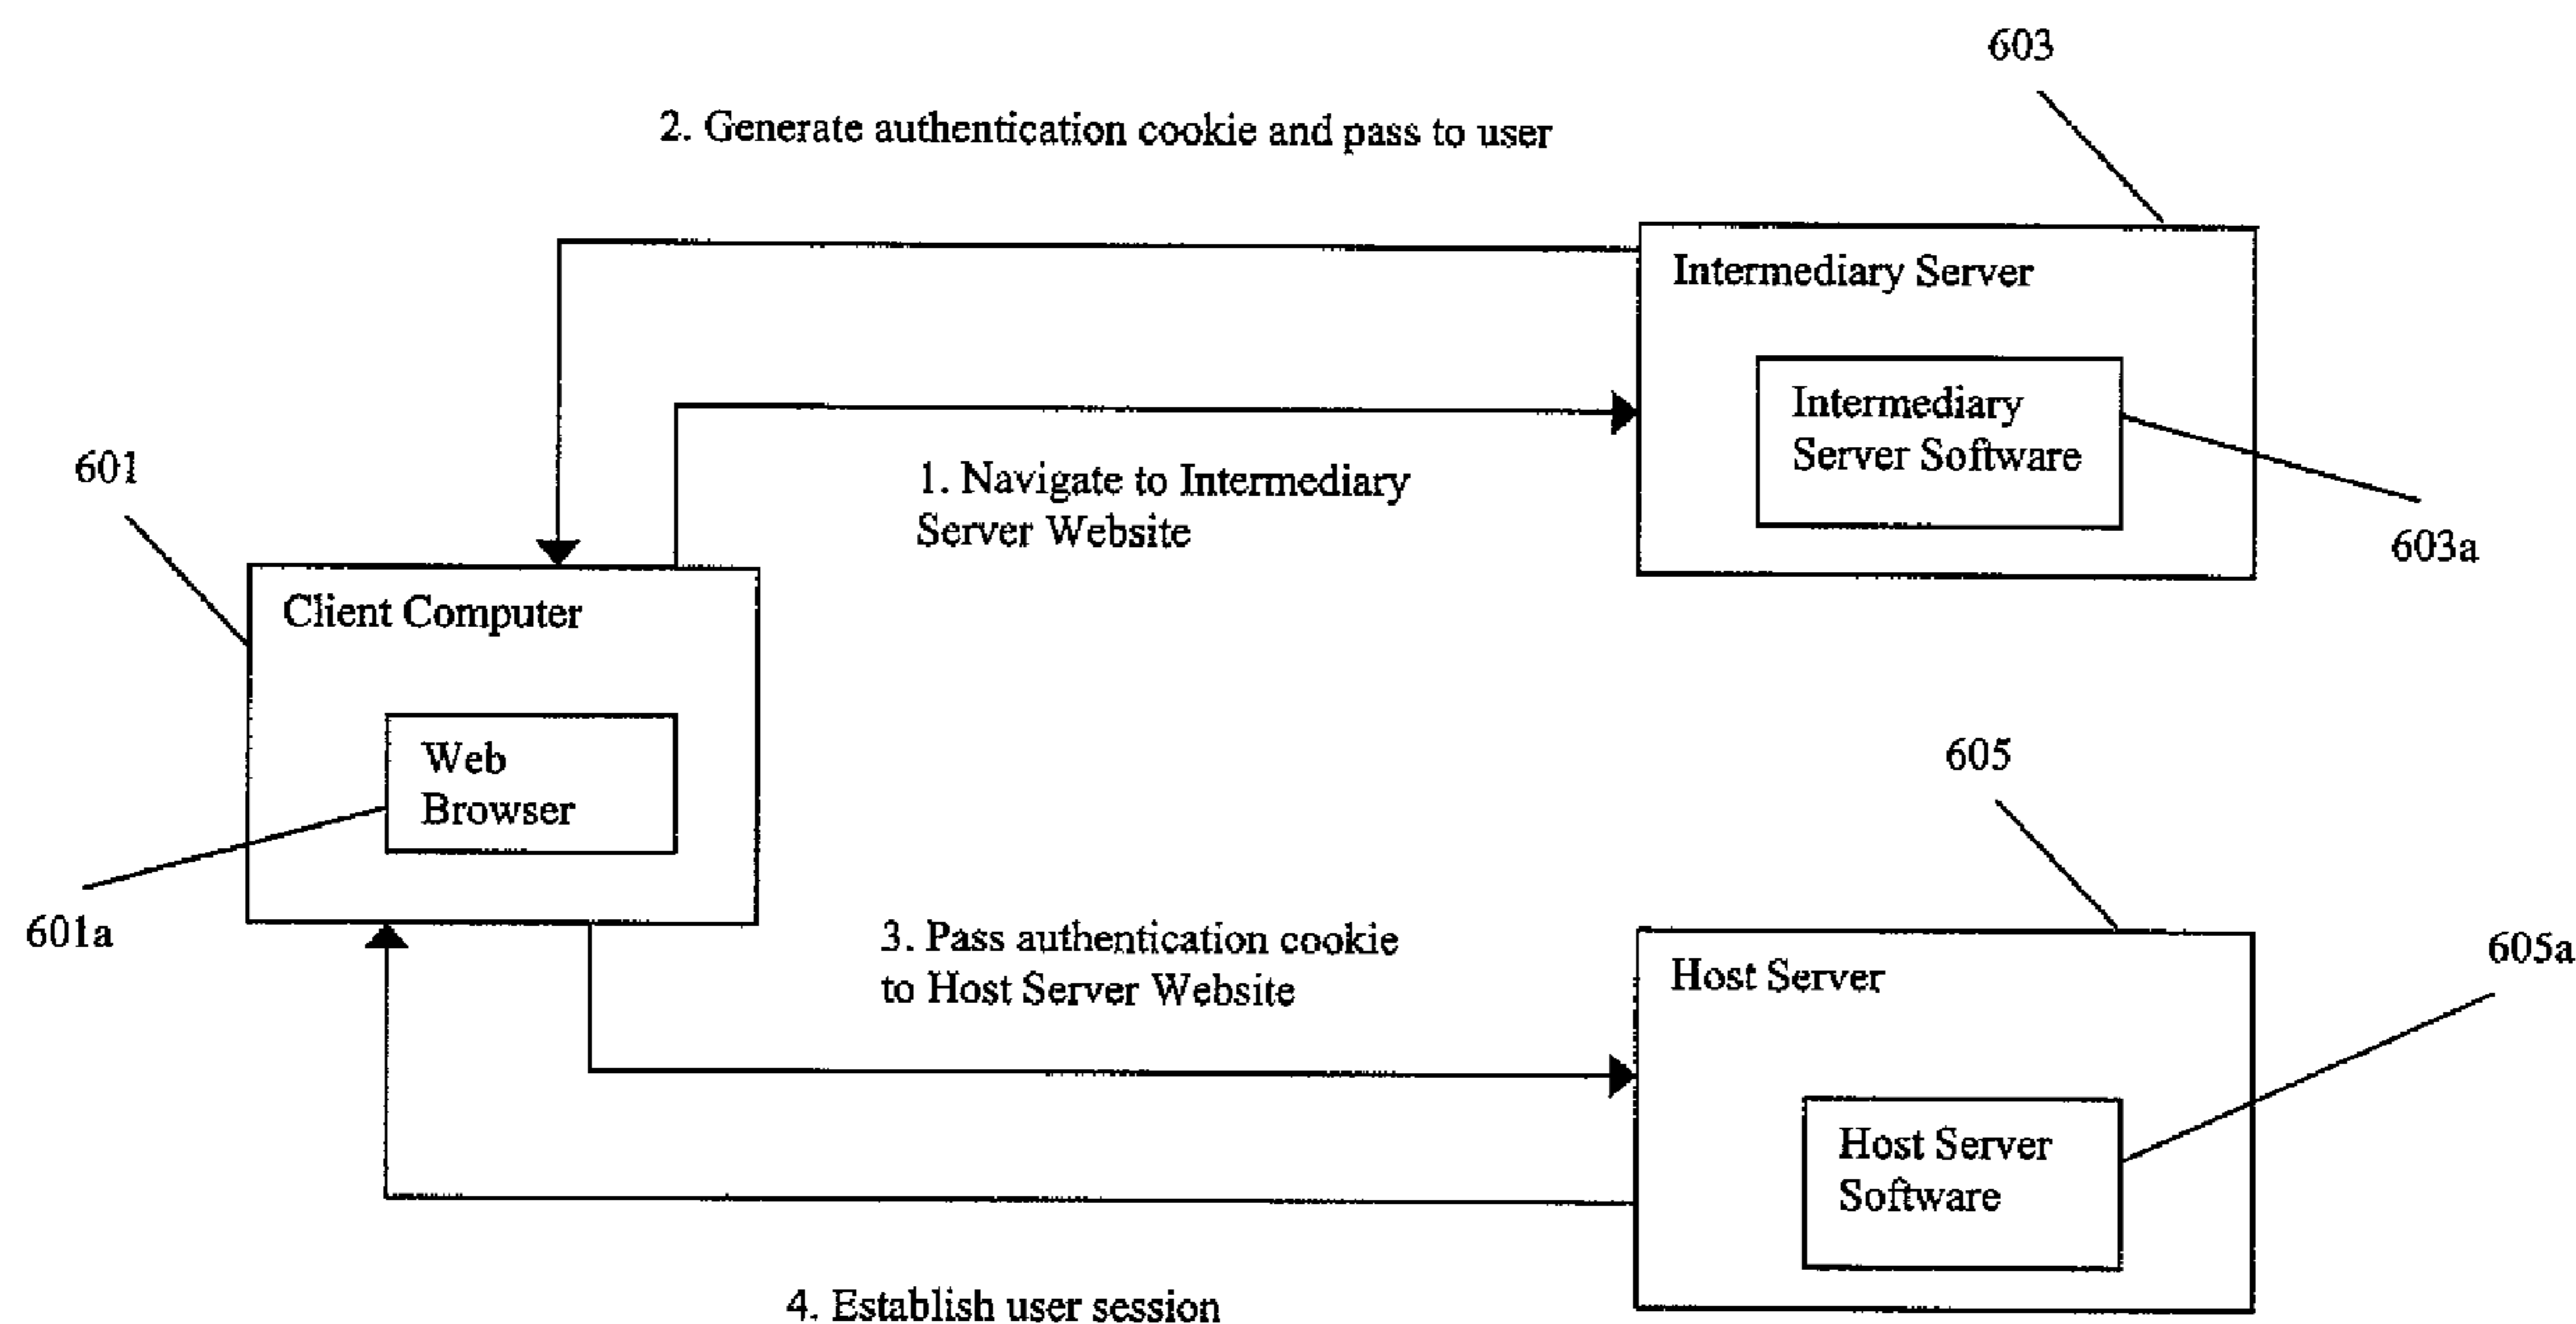 603
2. Generate authentication cookie and pass to user
Intermediary Server
Intermediary
Server Software
603a
1. Navigate to Intermediary
Server Website
601
Client Computer
Web
Browser
601a
605
3. Pass authentication cookie
to Host Server Website
605a
Host Server
Host Server
Software
4. Establish user session